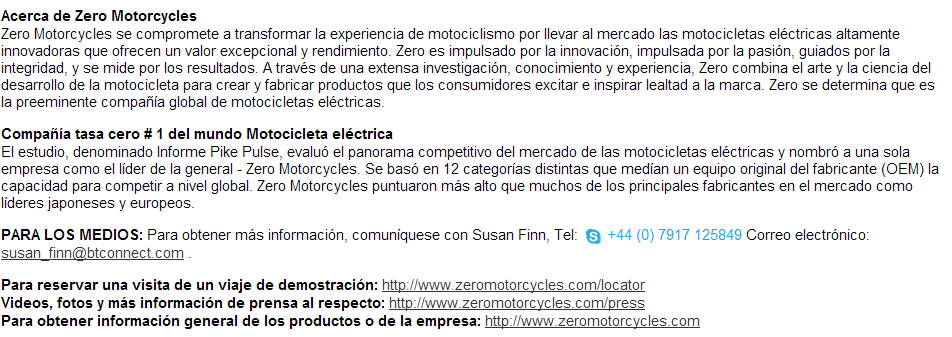 Acerca de Zero Motorcycles
Zero Motorcycles se compromete a transformar la experiencia de motociclismo por llevar al mercado las motocicletas eléctricas altamente
innovadoras que ofrecen un valor excepcional y rendimiento. Zero es impulsado por la innovación, impulsada por la pasión, guiados por la
integridad, y se mide por los resultados. A través de una extensa investigación, conocimiento y experiencia, Zero combina el arte y la ciencia del
desarrollo de la motocicleta para crear y fabricar productos que los consumidores excitar e inspirar lealtad a la marca. Zero se determina que es
la preeminente compañía global de motocicletas eléctricas.
Compañía tasa cero # 1 del mundo Motocicleta eléctrica
El estudio, denominado Informe Pike Pulse, evaluó el panorama competitivo del mercado de las motocicletas eléctricas y nombró a una sola
empresa como el líder de la general - Zero Motorcycles. Se basó en 12 categorías distintas que medían un equipo original del fabricante (OEM) la
capacidad para competir a nivel global. Zero Motorcycles puntuaron más alto que muchos de los principales fabricantes en el mercado como
líderes japoneses y europeos.
PARA LOS MEDIOS: Para obtener más información, comuníquese con Susan Finn, Tel: +44 (0) 7917 125849 Correo electrónico:
susan_finn@btconnect.com .
Para reservar una visita de un viaje de demostración: http://www.zeromotorcycles.com/locator
Videos, fotos y más información de prensa al respecto: http://www.zeromotorcycles.com/press
Para obtener información general de los productos o de la empresa: http://www.zeromotorcycles.com